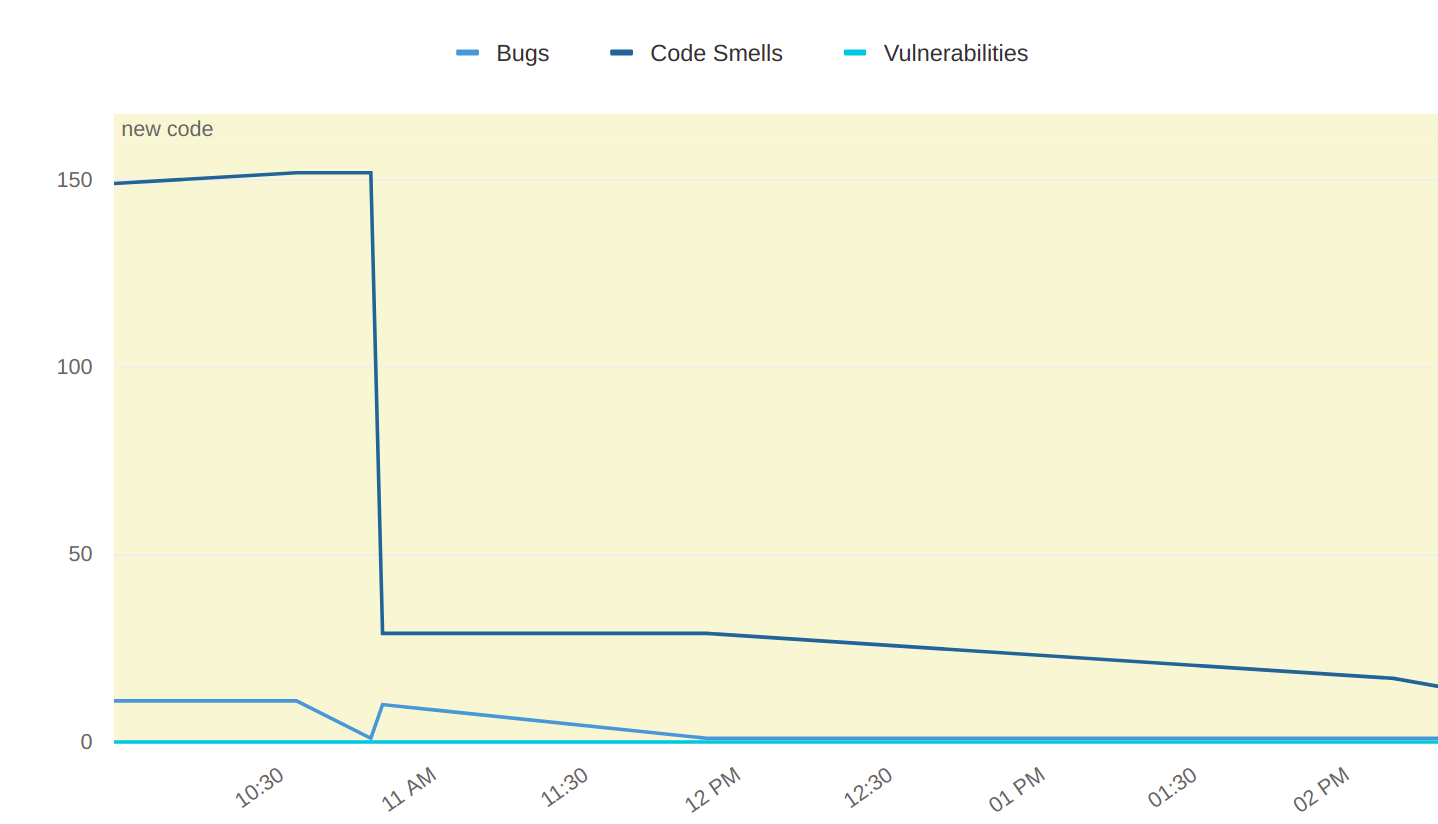 Bugs Code Smells Vulnerabilities
new code
150
100
50
0
10:30 11 AM 11:30 12 PM 12:30 01 PM 01:30 02 PM